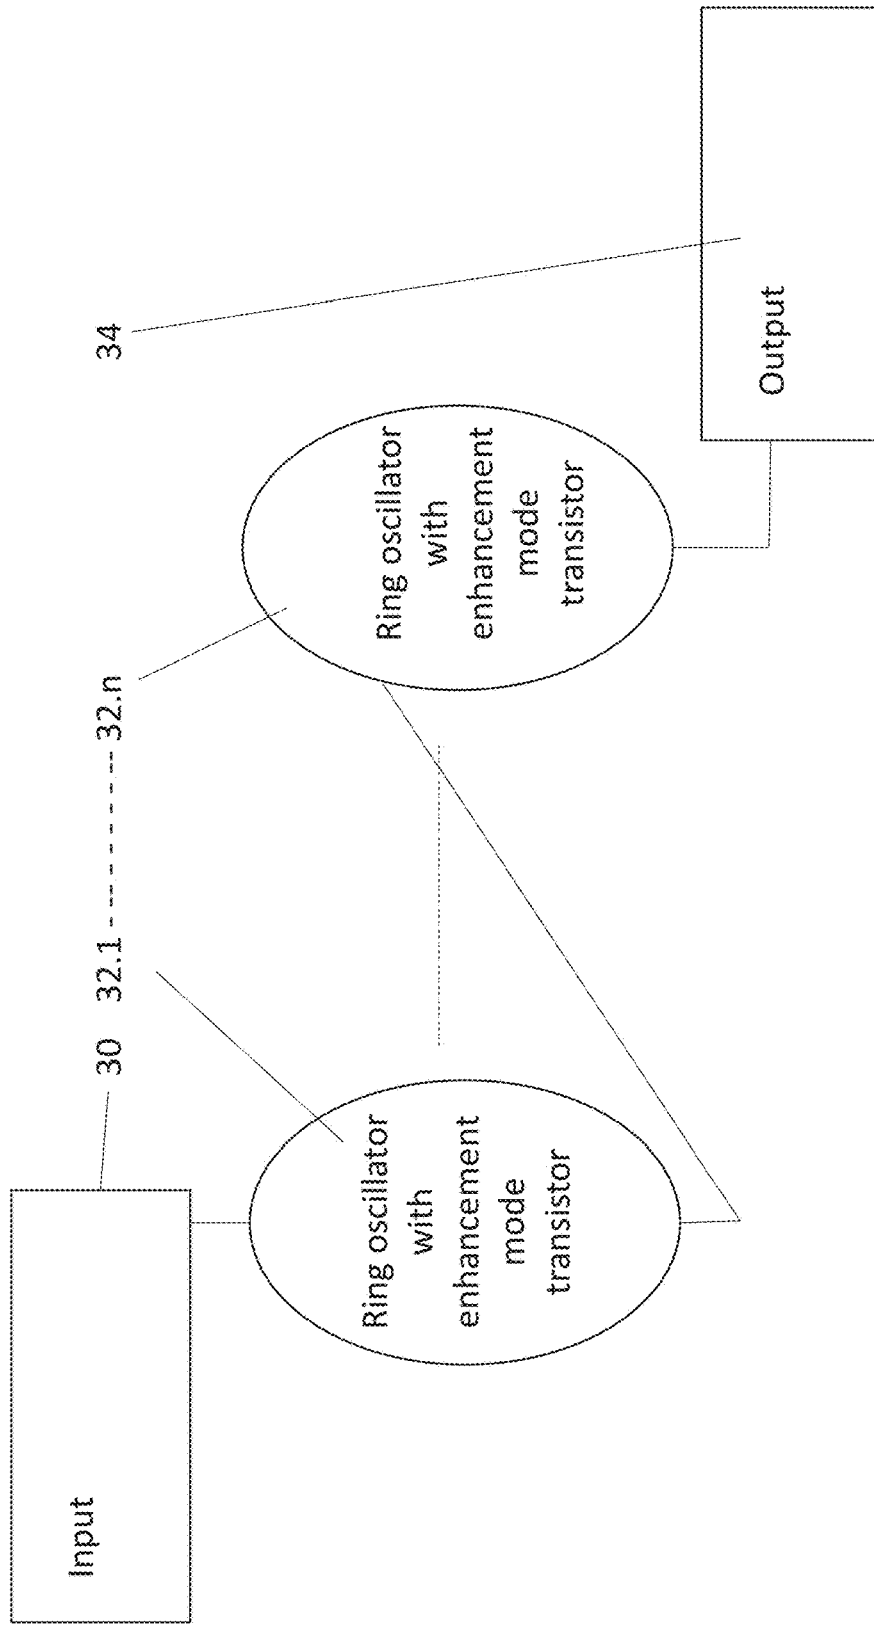 30 32.1 --------- 32.n
34
Input
Ring oscillator
with
enhancement
mode
transistor
Ring oscillator
with
enhancement
mode
transistor
Output